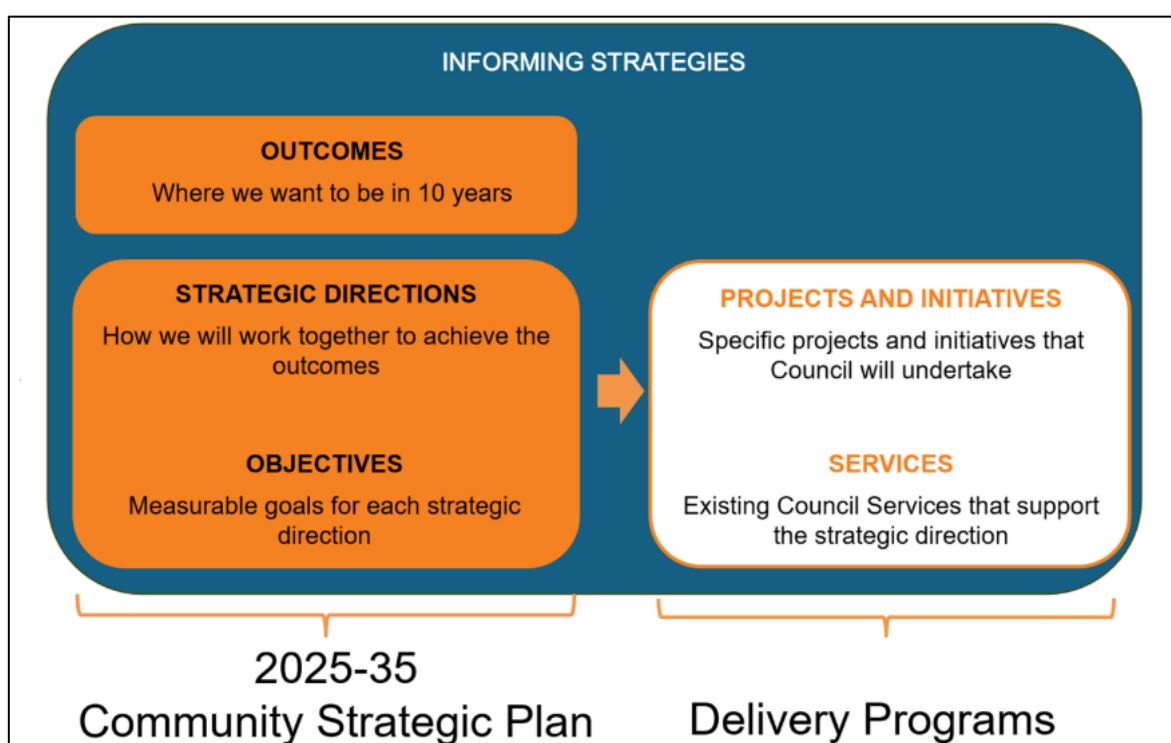 INFORMING STRATEGIES
OUTCOMES
Where we want to be in 10 years
STRATEGIC DIRECTIONS
How we will work together to achieve the
outcomes
OBJECTIVES
Measurable goals for each strategic
direction
PROJECTS AND INITIATIVES
Specific projects and initiatives that
Council will undertake
SERVICES
Existing Council Services that support
the strategic direction
2025-35
Community Strategic Plan
Delivery Programs